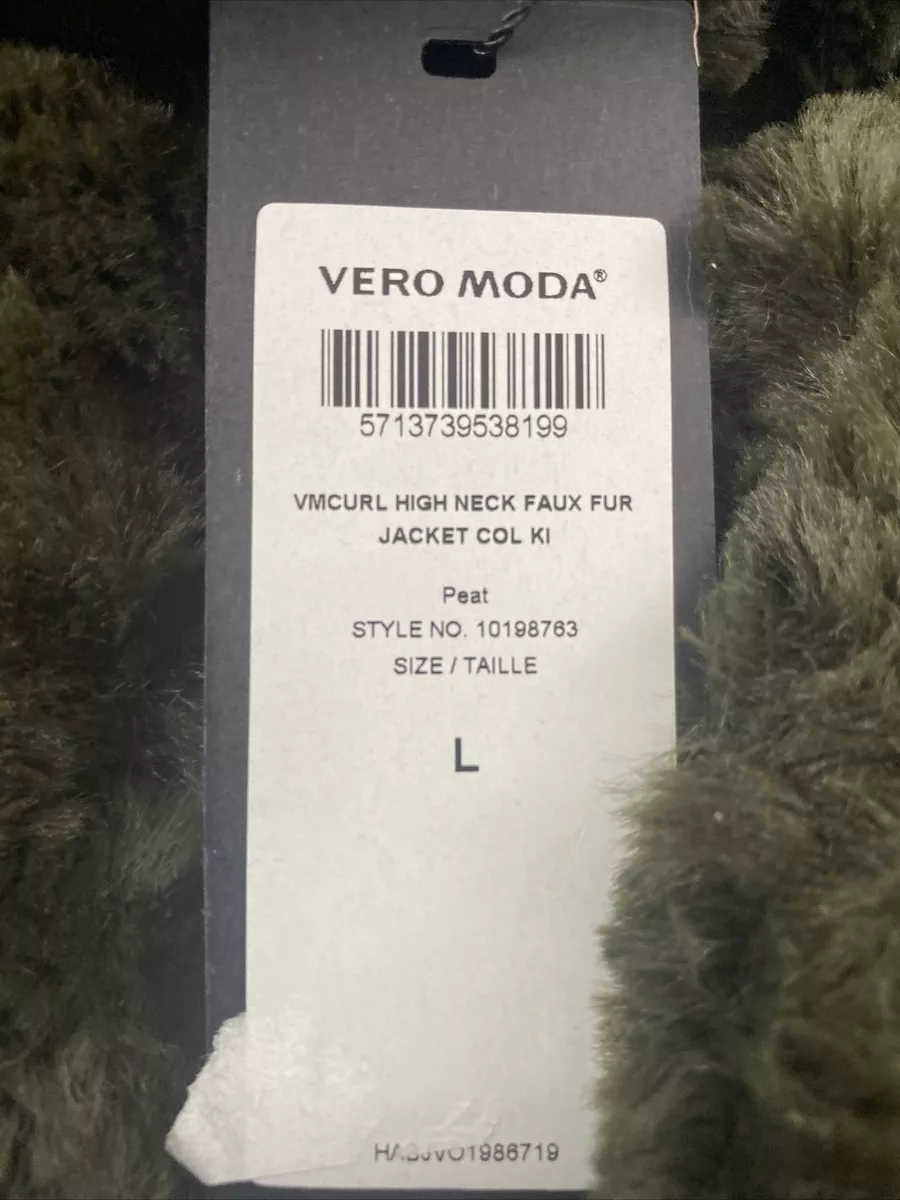 VERO MODA®
5713739538199
VMCURL HIGH NECK FAUX FUR
JACKET COL KI
Peat
STYLE NO. 10198763
SIZE / TAILLE
L